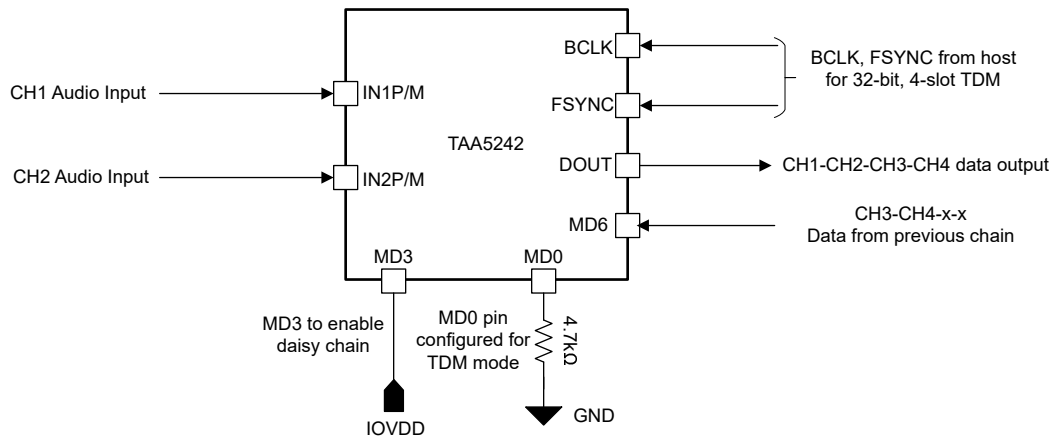 BCLK
BCLK, FSYNC from host
for 32-bit, 4-slot TDM
CH1 Audio Input
IN1P/M
FSYNC
TAA5242
DOUT
CH1-CH2-CH3-CH4 data output
CH2 Audio Input
IN2P/M
MD6
CH3-CH4-x-x
Data from previous chain
MD3
MD0
MD3 to enable
daisy chain
MD0 pin
configured for
TDM mode
4.7kΩ
GND
IOVDD